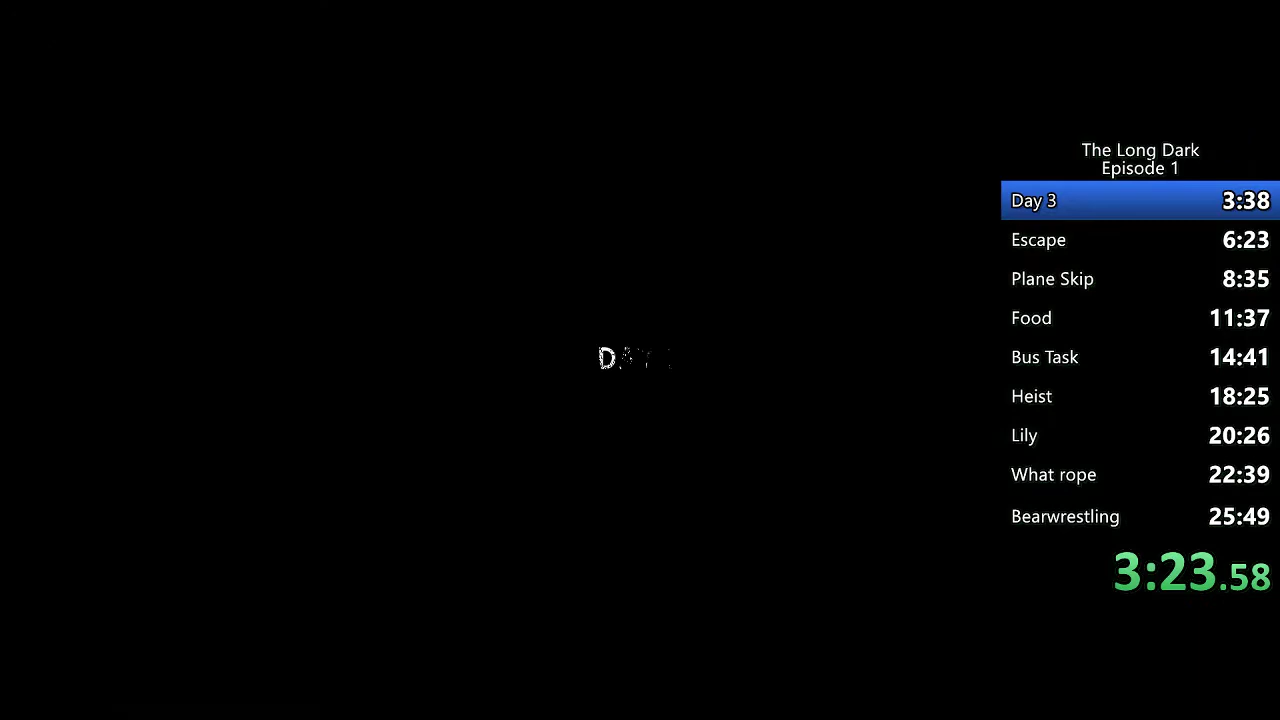 The Long Dark
Episode 1
Day 3 3:38
Escape 6:23
Plane Skip 8:35
Food 11:37
Bus Task 14:41
Heist 18:25
Lily 20:26
What rope 22:39
Bearwrestling 25:49
3:23.58